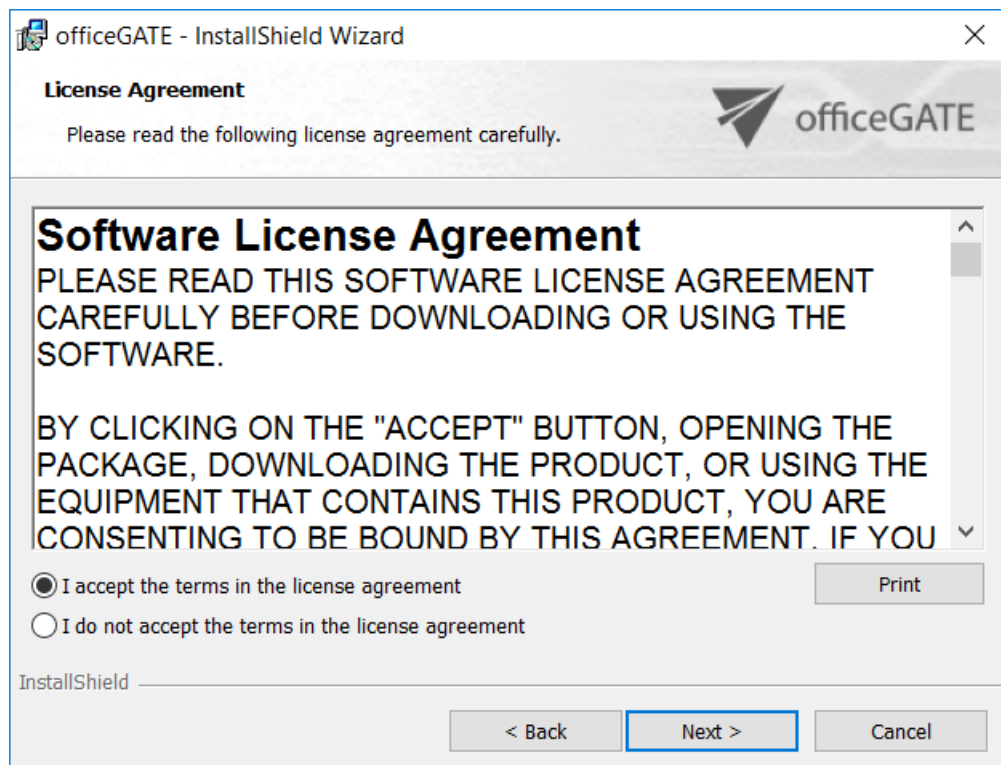 officeGATE - InstallShield Wizard
License Agreement
Please read the following license agreement carefully.
officeGATE
Software License Agreement
PLEASE READ THIS SOFTWARE LICENSE AGREEMENT
CAREFULLY BEFORE DOWNLOADING OR USING THE
SOFTWARE.
BY CLICKING ON THE "ACCEPT" BUTTON, OPENING THE
PACKAGE, DOWNLOADING THE PRODUCT, OR USING THE
EQUIPMENT THAT CONTAINS THIS PRODUCT, YOU ARE
CONSENTING TO BE BOUND BY THIS AGREEMENT. IF YOU
I accept the terms in the license agreement
Print
I do not accept the terms in the license agreement
InstallShield
< Back
Next >
Cancel